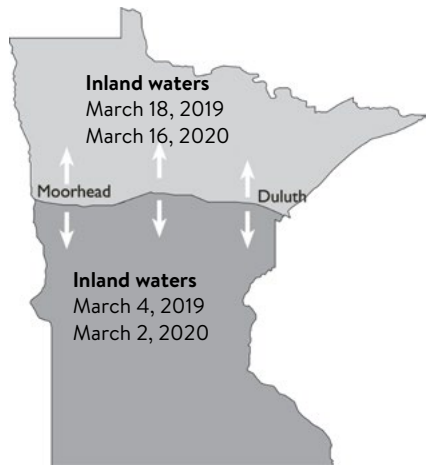 Inland waters
March 18, 2019
March 16, 2020
Moorhead
Duluth
Inland waters
March 4, 2019
March 2, 2020